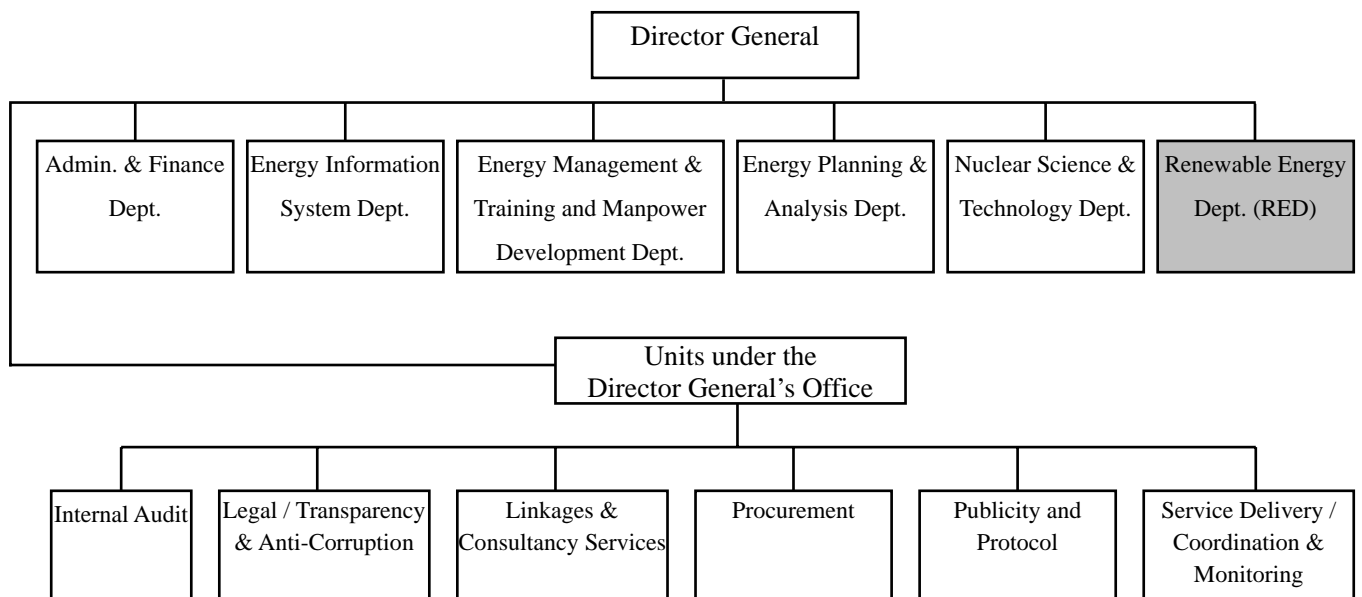 Director General
Admin. & Finance
Dept.
Energy Information
System Dept.
Energy Management &
Training and Manpower
Development Dept.
Energy Planning &
Analysis Dept.
Nuclear Science &
Technology Dept.
Renewable Energy
Dept. (RED)
Units under the
Director General’s Office
Internal Audit
Legal / Transparency
& Anti-Corruption
Linkages &
Consultancy Services
Procurement
Publicity and
Protocol
Service Delivery /
Coordination &
Monitoring